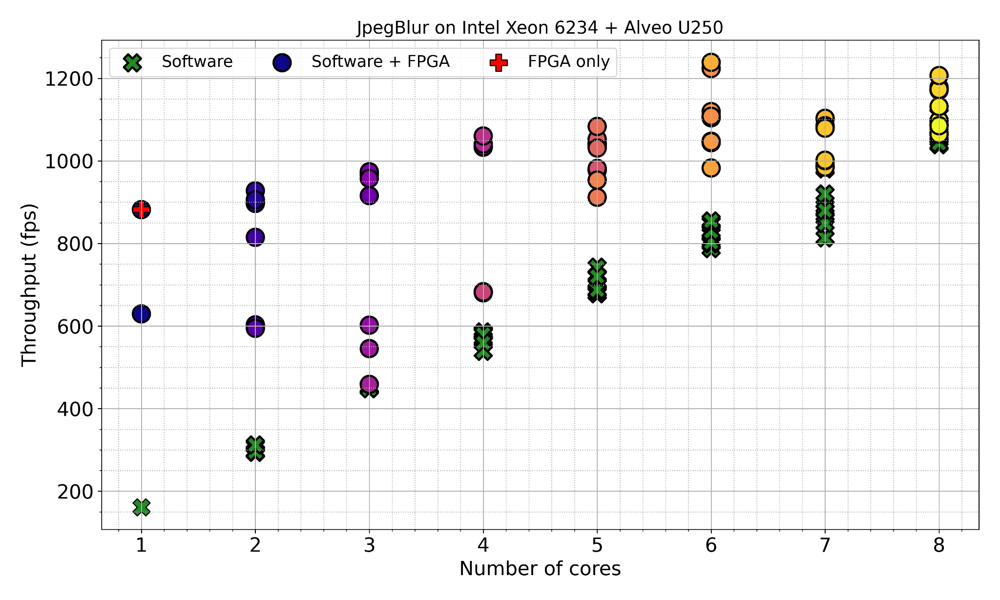 JpegBlur on Intel Xeon 6234 + Alveo U250
Software
Software + FPGA
FPGA only
1200
1000
800
600
400
200
Throughput (fps)
1 2 3 4 5 6 7 8
Number of cores